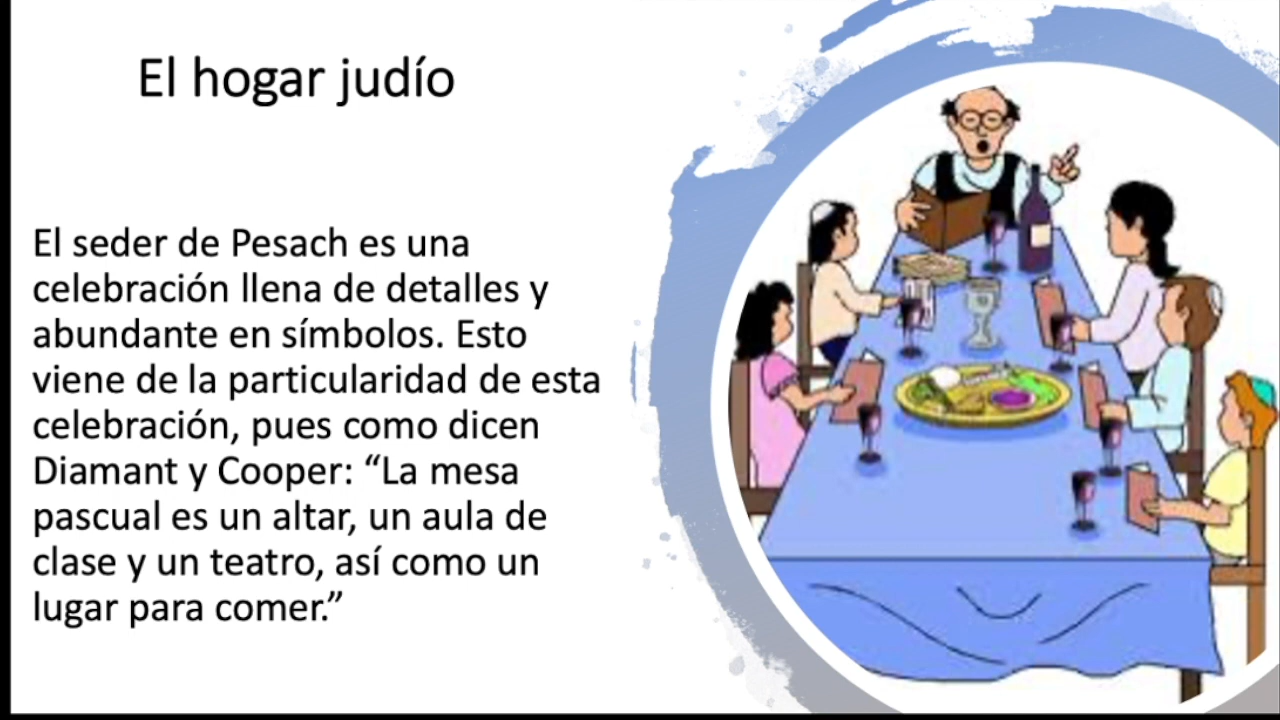 El hogar judío
El seder de Pesach es una
celebración llena de detalles y
abundante en símbolos. Esto
viene de la particularidad de esta
celebración, pues como dicen
Diamant y Cooper: “La mesa
pascual es un altar, un aula de
clase y un teatro, así como un
lugar para comer.”